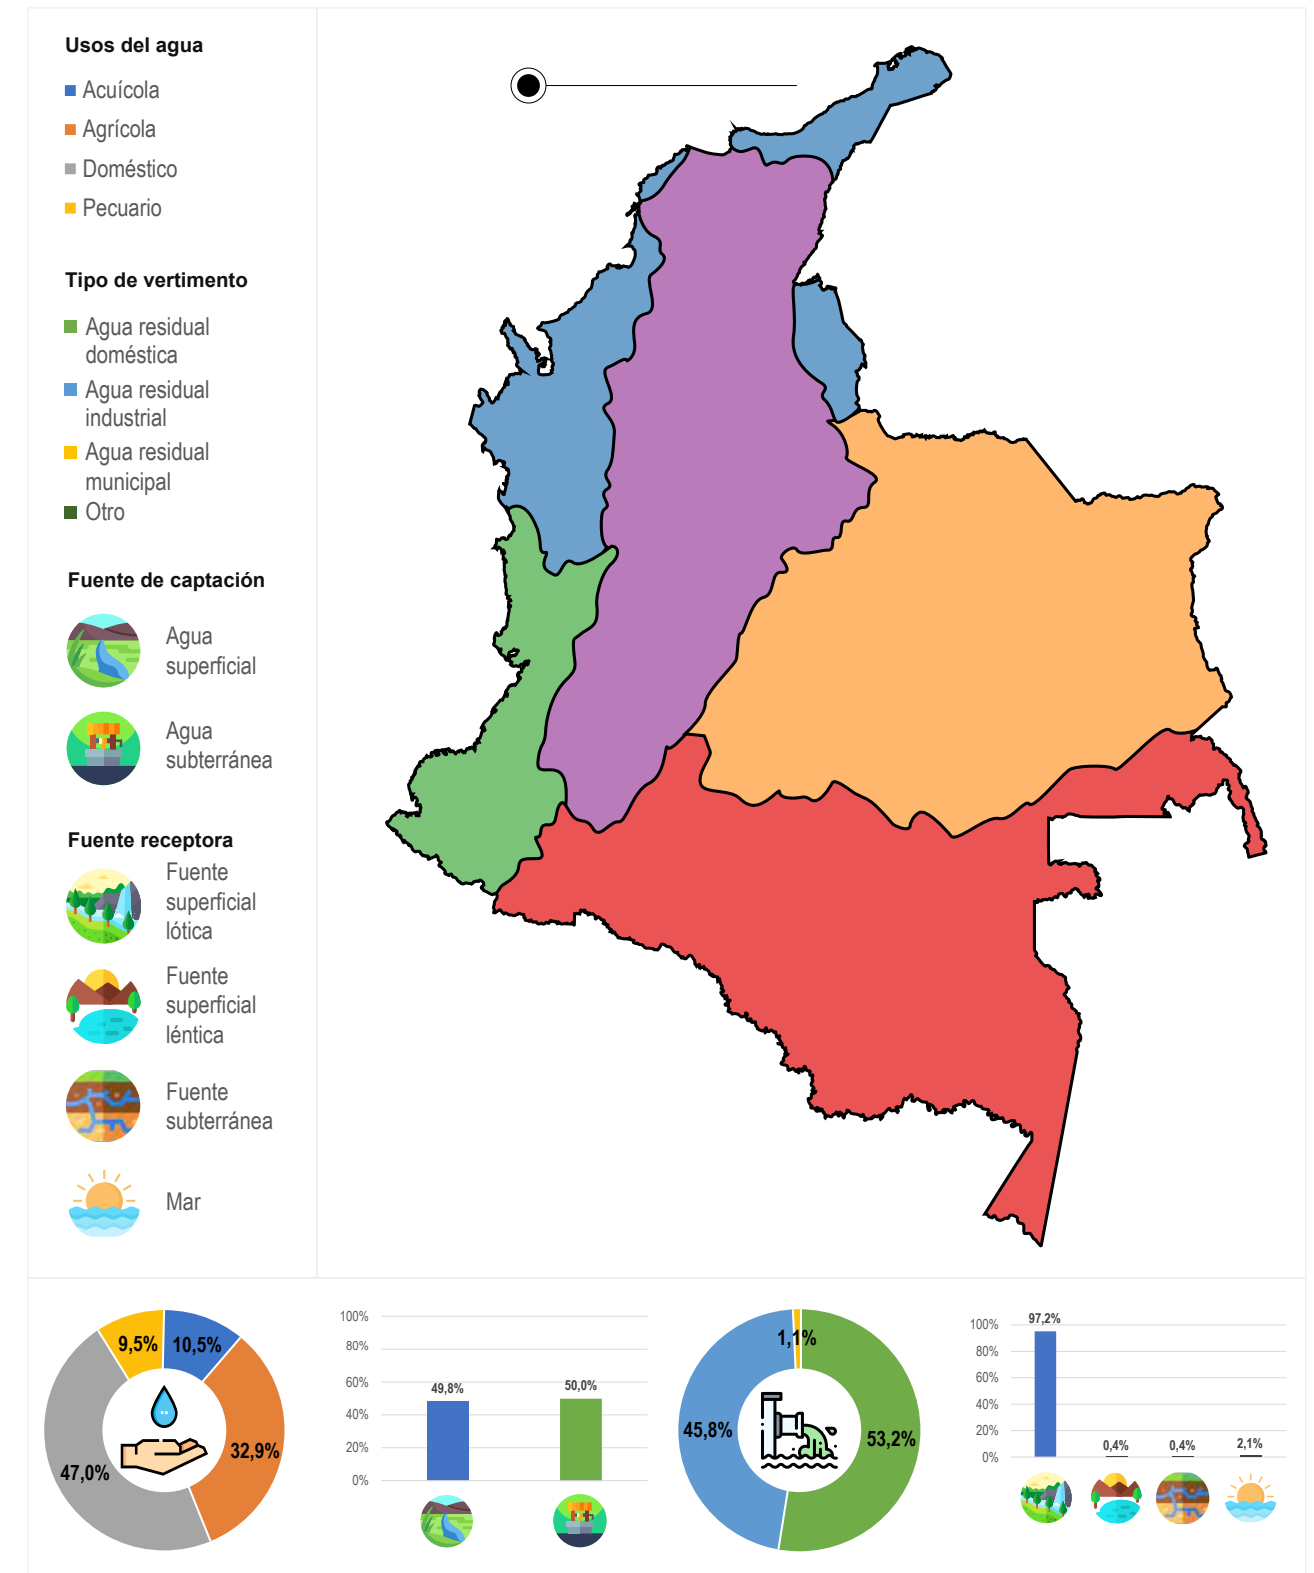 Usos del agua
Acuícola
Agrícola
Doméstico
Pecuario
Tipo de vertimento
Agua residual
doméstica
Agua residual
industrial
Agua residual
municipal
Otro
Fuente de captación
Agua
superficial
Agua
subterránea
Fuente receptora
Fuente
superficial
lótica
Fuente
superficial
léntica
Fuente
subterránea
Mar
9,5%
10,5%
32,9%
47,0%
100%
80%
60%
40%
20%
0%
49,8%
50,0%
1,1%
45,8%
53,2%
100%
80%
60%
40%
20%
0%
97,2%
0,4%
0,4%
2,1%